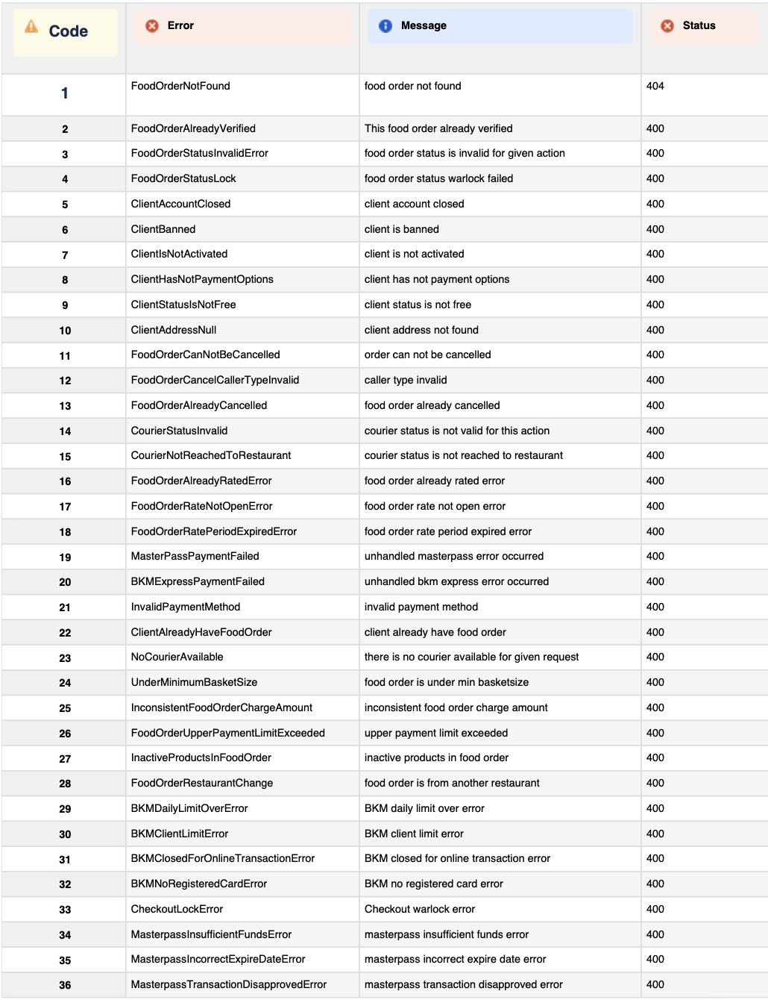 Code Error Message Status
1 FoodOrderNotFound food order not found 404
2 FoodOrderAlreadyVerified This food order already verified 400
3 FoodOrderStatusInvalidError food order status is invalid for given action 400
4 FoodOrderStatusLock food order status warlock failed 400
5 ClientAccountClosed client account closed 400
6 ClientBanned client is banned 400
7 ClientIsNotActivated client is not activated 400
8 ClientHasNotPaymentOptions client has not payment options 400
9 ClientStatusIsNotFree client status is not free 400
10 ClientAddressNull client address not found 400
11 FoodOrderCanNotBeCancelled order can not be cancelled 400
12 FoodOrderCancelCallerTypeInvalid caller type invalid 400
13 FoodOrderAlreadyCancelled food order already cancelled 400
14 CourierStatusInvalid courier status is not valid for this action 400
15 CourierNotReachedToRestaurant courier status is not reached to restaurant 400
16 FoodOrderAlreadyRatedError food order already rated error 400
17 FoodOrderRateNotOpenError food order rate not open error 400
18 FoodOrderRatePeriodExpiredError food order rate period expired error 400
19 MasterPassPaymentFailed unhandled masterpass error occurred 400
20 BKMExpressPaymentFailed unhandled bkm express error occurred 400
21 InvalidPaymentMethod invalid payment method 400
22 ClientAlreadyHaveFoodOrder client already have food order 400
23 NoCourierAvailable there is no courier available for given request 400
24 UnderMinimumBasketSize food order is under min basketsize 400
25 InconsistentFoodOrderChargeAmount inconsistent food order charge amount 400
26 FoodOrderUpperPaymentLimitExceeded upper payment limit exceeded 400
27 InactiveProductsInFoodOrder inactive products in food order 400
28 FoodOrderRestaurantChange food order is from another restaurant 400
29 BKMDailyLimitOverError BKM daily limit over error 400
30 BKMClientLimitError BKM client limit error 400
31 BKMClosedForOnlineTransactionError BKM closed for online transaction error 400
32 BKMNoRegisteredCardError BKM no registered card error 400
33 CheckoutLockError Checkout warlock error 400
34 MasterpassInsufficientFundsError masterpass insufficient funds error 400
35 MasterpassIncorrectExpireDateError masterpass incorrect expire date error 400
36 MasterpassTransactionDisapprovedError masterpass transaction disapproved error 400